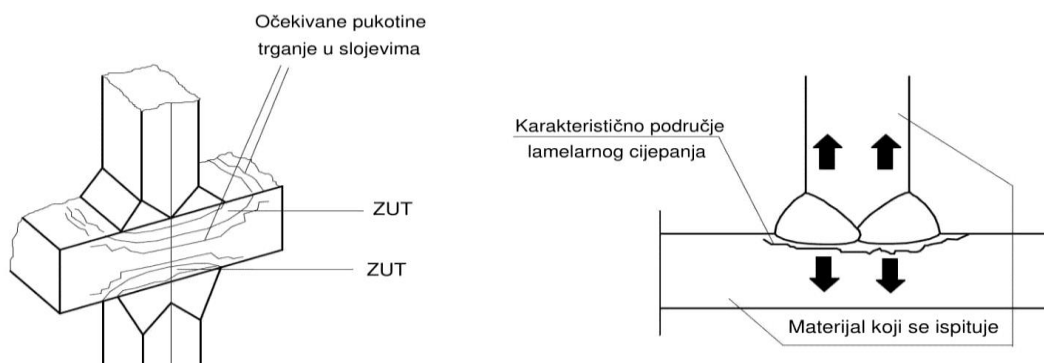 Očekivane pukotine
trganje u slojevima
ZUT
ZUT
Karakteristično područje
lamelarnog cijepanja
Materijal koji se ispituje